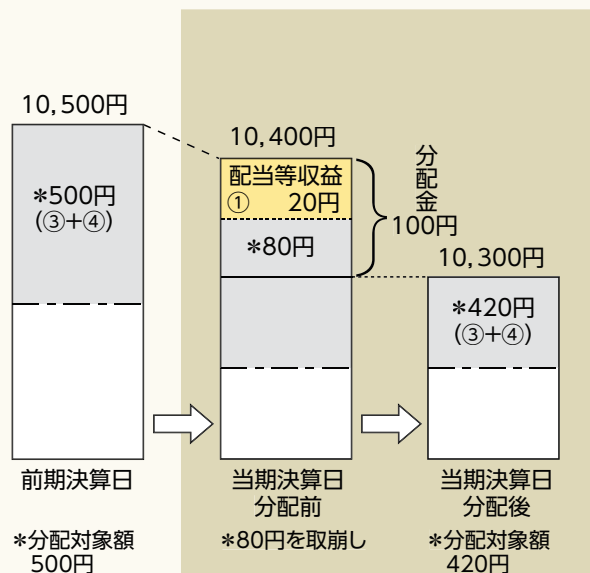 10,500円
*500円
(③+④)
前期決算日
*分配対象額
500円
10,400円
配当等収益
① 20円
*80円
分配金
100円
当期決算日
分配前
*80円を取崩し
10,300円
*420円
(③+④)
当期決算日
分配後
*分配対象額
420円